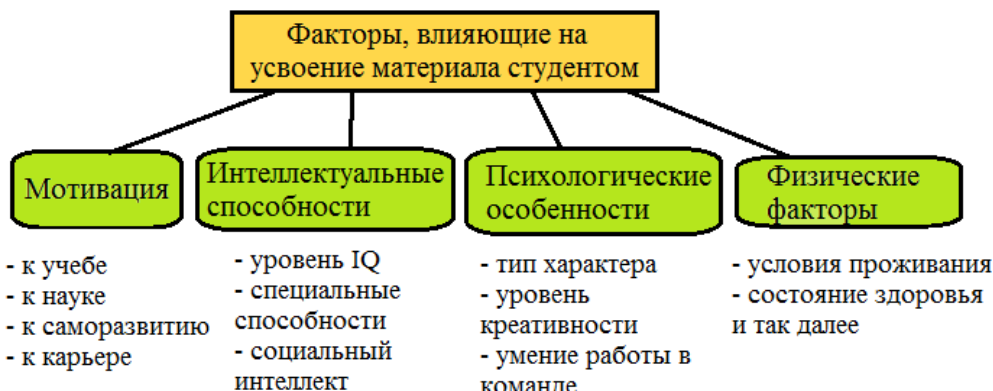 Факторы, влияющие на
усвоение материала студентом
Мотивация
- к учебе
- к науке
- к саморазвитию
- к карьере
Интеллектуальные
способности
- уровень IQ
- специальные
способности
- социальный
интеллект
Психологические
особенности
- тип характера
- уровень
креативности
- умение работы в
команде
Физические
факторы
- условия проживания
- состояние здоровья
и так далее